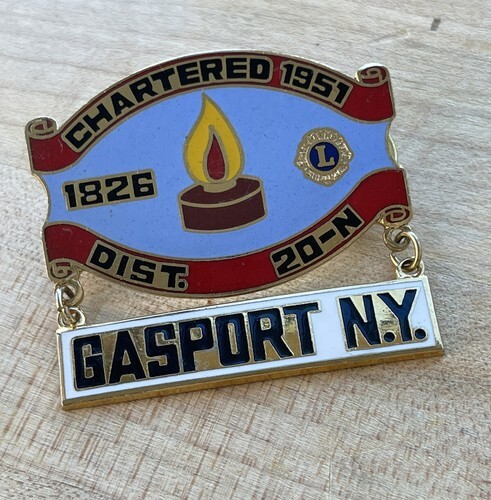 CHARTERED 1951
1826
L
DIST. 20-N
GASPORT N.Y.